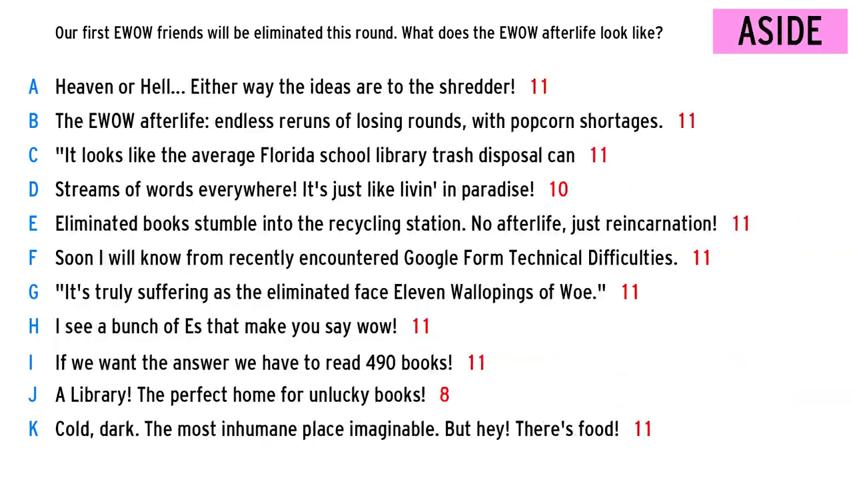 Our first EWOW friends will be eliminated this round. What does the EWOW afterlife look like?
ASIDE
A Heaven or Hell... Either way the ideas are to the shredder! 11
B The EWOW afterlife: endless reruns of losing rounds, with popcorn shortages. 11
C "It looks like the average Florida school library trash disposal can 11
D Streams of words everywhere! It's just like livin' in paradise! 10
E Eliminated books stumble into the recycling station. No afterlife, just reincarnation! 11
F Soon I will know from recently encountered Google Form Technical Difficulties. 11
G "It's truly suffering as the eliminated face Eleven Wallopings of Woe." 11
H I see a bunch of Es that make you say wow! 11
I If we want the answer we have to read 490 books! 11
J A Library! The perfect home for unlucky books! 8
K Cold, dark. The most inhumane place imaginable. But hey! There's food! 11